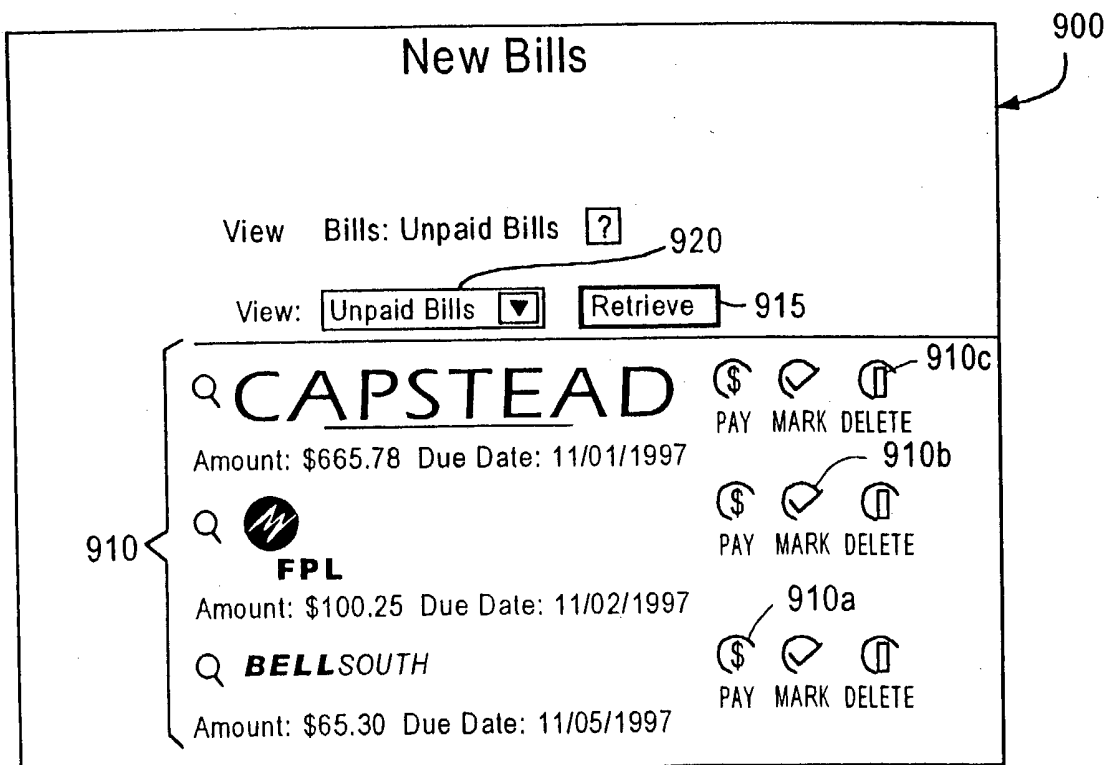 900
New Bills
View Bills: Unpaid Bills ?
920
View: Unpaid Bills Retrieve 915
910c
CAPSTEAD $
PAY MARK DELETE
Amount: $665.78 Due Date: 11/01/1997
910b
$
PAY MARK DELETE
910
FPL
Amount: $100.25 Due Date: 11/02/1997
910a
BELLSOUTH $
PAY MARK DELETE
Amount: $65.30 Due Date: 11/05/1997